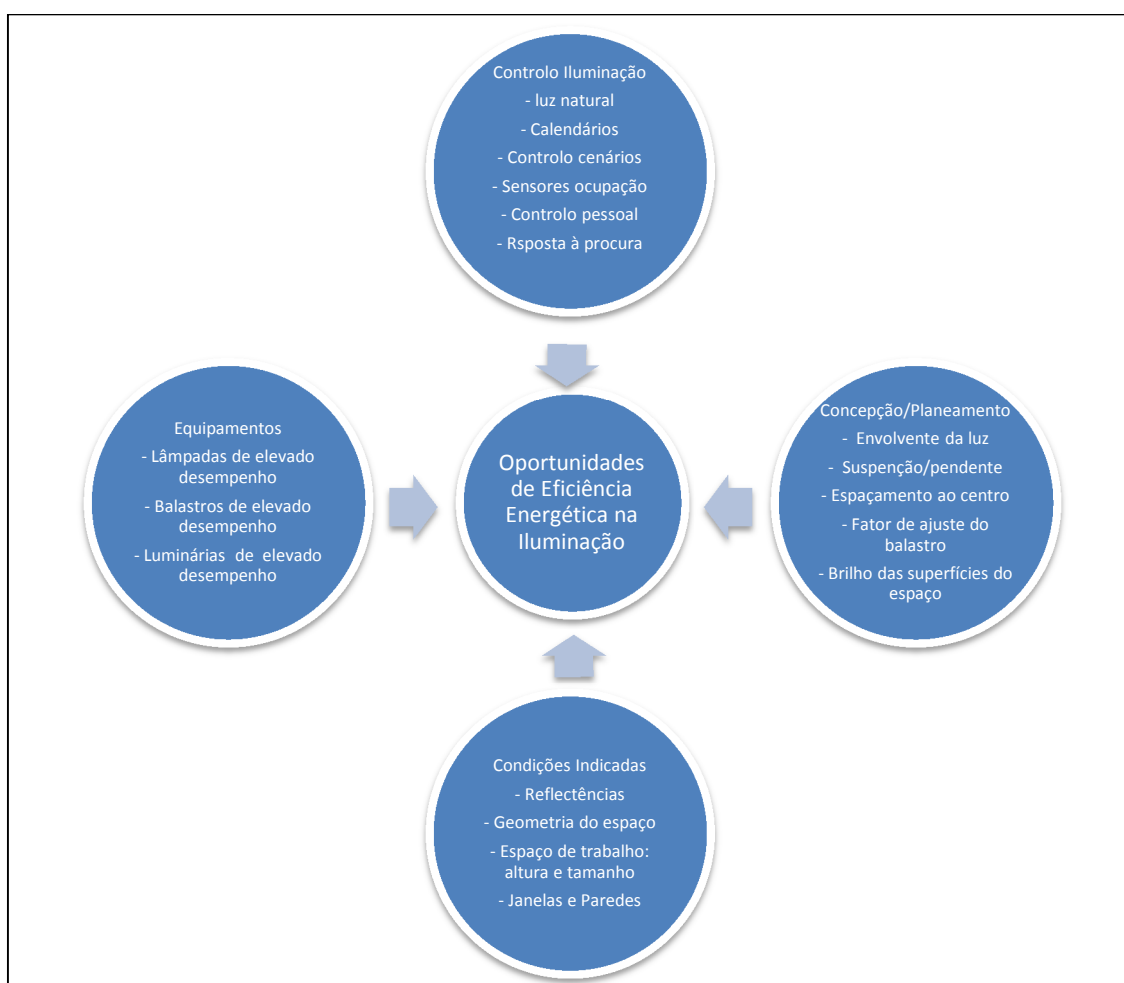 Controlo Iluminação
- luz natural
- Calendários
- Controlo cenários
- Sensores ocupação
- Controlo pessoal
- Rsposta à procura
Equipamentos
- Lâmpadas de elevado
desempenho
- Balastros de elevado
desempenho
- Luminárias de elevado
desempenho
Oportunidades
de Eficiência
Energética na
Iluminação
Concepção/Planeamento
- Envolvente da luz
- Suspenção/pendente
- Espaçamento ao centro
- Fator de ajuste do
balastro
- Brilho das superfícies do
espaço
Condições Indicadas
- Reflectências
- Geometria do espaço
- Espaço de trabalho:
altura e tamanho
- Janelas e Paredes